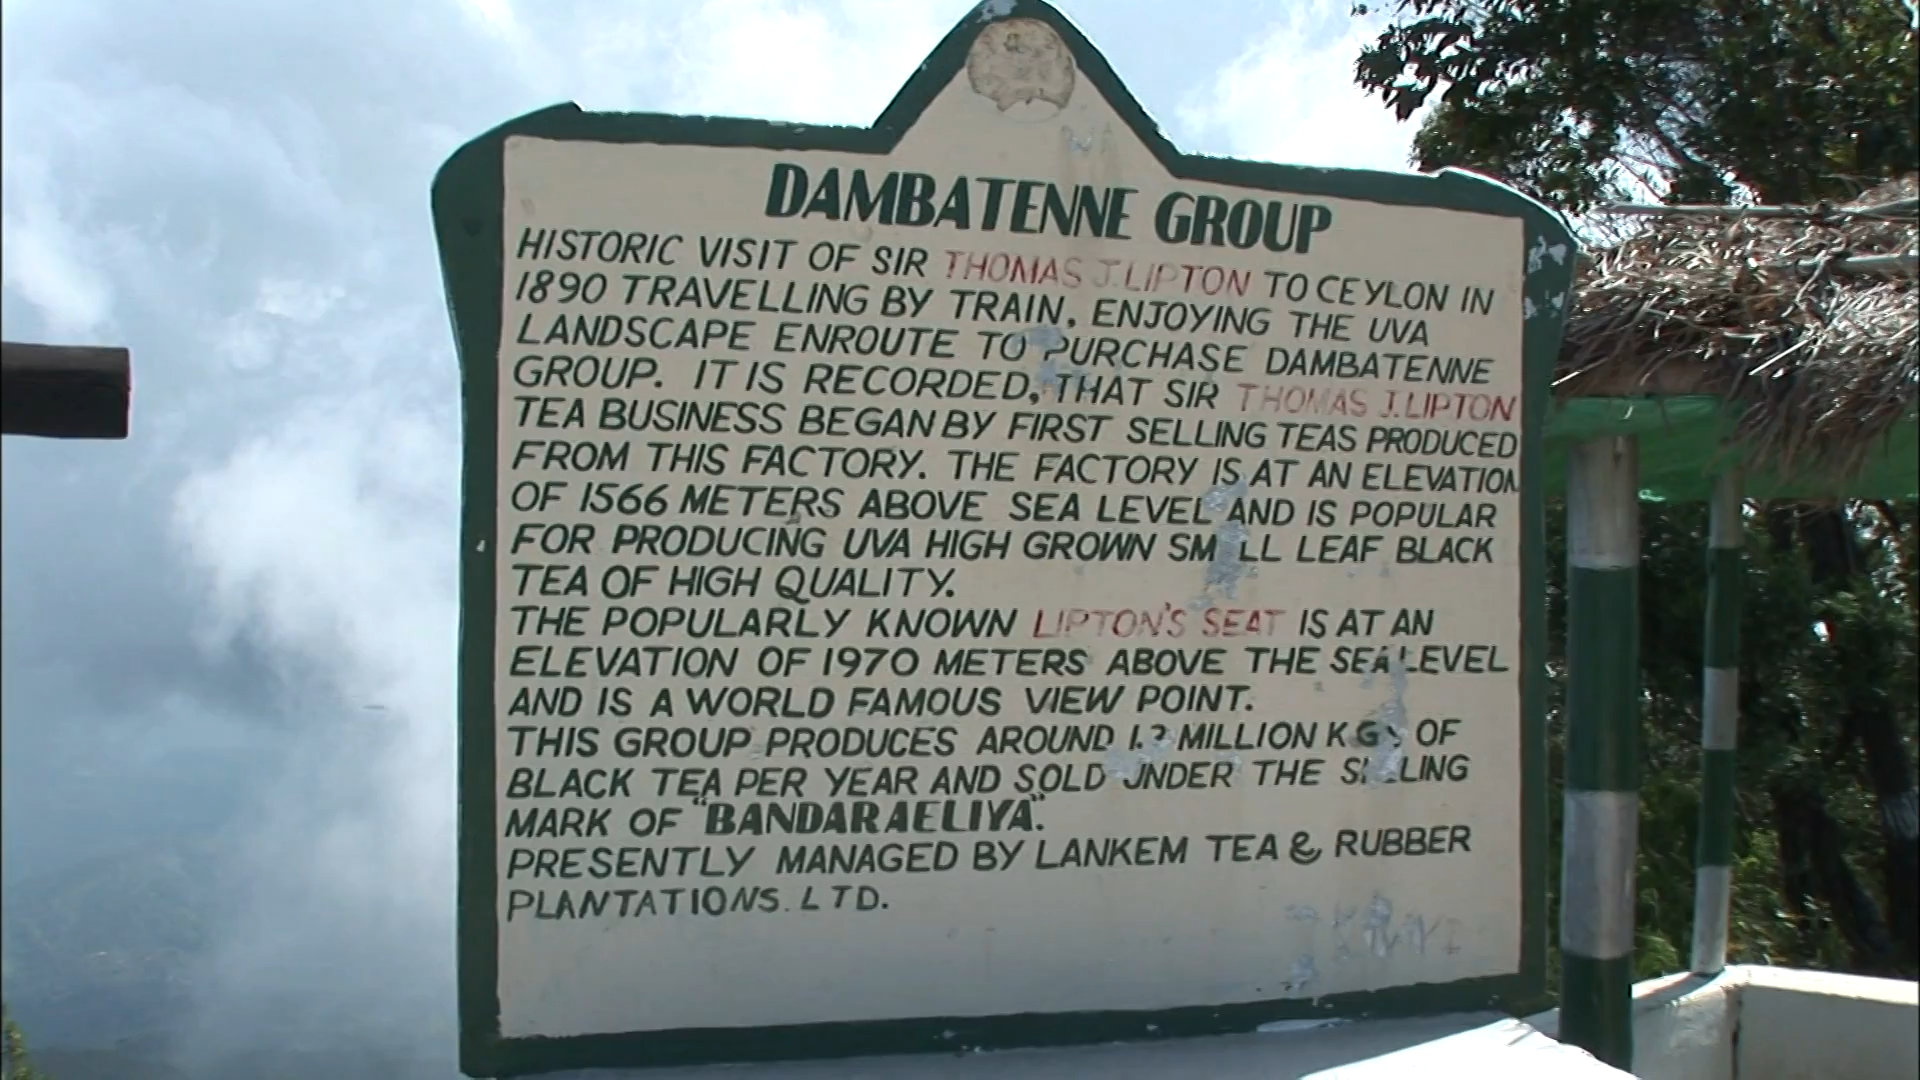 DAMBATENNE GROUP
HISTORIC VISIT OF SIR THOMAS J. LIPTON TO CEYLON IN
1890 TRAVELLING BY TRAIN, ENJOYING THE UVA
LANDSCAPE ENROUTE TO PURCHASE DAMBATENNE
GROUP. IT IS RECORDED, THAT SIR THOMAS J. LIPTON
TEA BUSINESS BEGAN BY FIRST SELLING TEAS PRODUCED
FROM THIS FACTORY. THE FACTORY IS AT AN ELEVATION
OF 1566 METERS ABOVE SEA LEVEL AND IS POPULAR
FOR PRODUCING UVA HIGH GROWN SMALL LEAF BLACK
TEA OF HIGH QUALITY.
THE POPULARLY KNOWN LIPTON'S SEAT IS AT AN
ELEVATION OF 1970 METERS ABOVE THE SEA LEVEL
AND IS A WORLD FAMOUS VIEW POINT.
THIS GROUP PRODUCES AROUND MILLION KGS OF
BLACK TEA PER YEAR AND SOLD UNDER THE SELLING
MARK OF "BANDARAELIYA".
PRESENTLY MANAGED BY LANKEM TEA & RUBBER
PLANTATIONS. LTD.